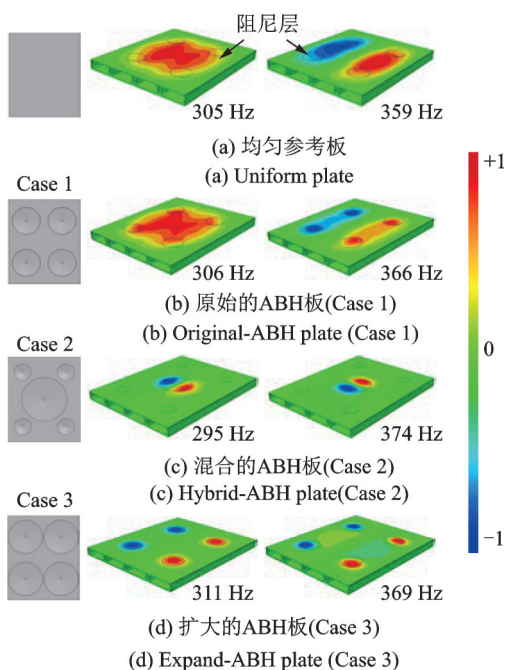 阻尼层
305 Hz 359 Hz
(a) 均匀参考板
(a) Uniform plate
Case 1
306 Hz 366 Hz
(b) 原始的ABH板(Case 1)
(b) Original-ABH plate (Case 1)
Case 2
295 Hz 374 Hz
(c) 混合的ABH板(Case 2)
(c) Hybrid-ABH plate(Case 2)
Case 3
311 Hz 369 Hz
(d) 扩大的ABH板(Case 3)
(d) Expand-ABH plate (Case 3)
+1
0
−1